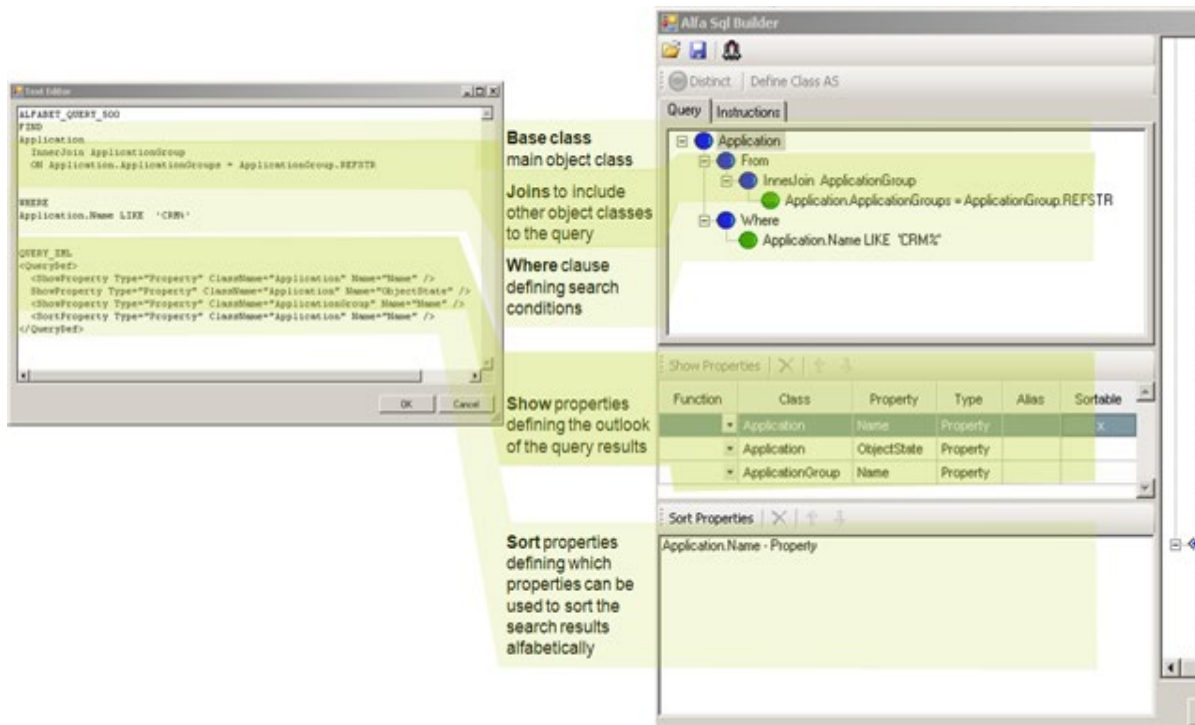 Text Editor
ALFABET_QUERY_500
FIND
Application
InnerJoin ApplicationGroup
ON Application.ApplicationGroups = ApplicationGroup.REFSTR
WHERE
Application.Name LIKE 'CRM%'
QUERY_XML
<QueryDef>
<ShowProperty Type="Property" ClassName="Application" Name="Name" />
ShowProperty Type="Property" ClassName="Application" Name="ObjectState" />
<ShowProperty Type="Property" ClassName="ApplicationGroup" Name="Name" />
<SortProperty Type="Property" ClassName="Application" Name="Name" />
</QueryDef>
OK Cancel
Base class
main object class
Joins to include
other object classes
to the query
Where clause
defining search
conditions
Show properties
defining the outlook
of the query results
Sort properties
defining which
properties can be
used to sort the
search results
alfabetically
Alfa Sql Builder
Distinct Define Class AS
Query Instructions
Application
From
InnerJoin ApplicationGroup
Application.ApplicationGroups = ApplicationGroup.REFSTR
Where
Application.Name LIKE 'CRM%'
Show Properties
Function Class Property Type Alias Sortable
Application Name Property x
Application ObjectState Property
ApplicationGroup Name Property
Sort Properties
Application.Name - Property